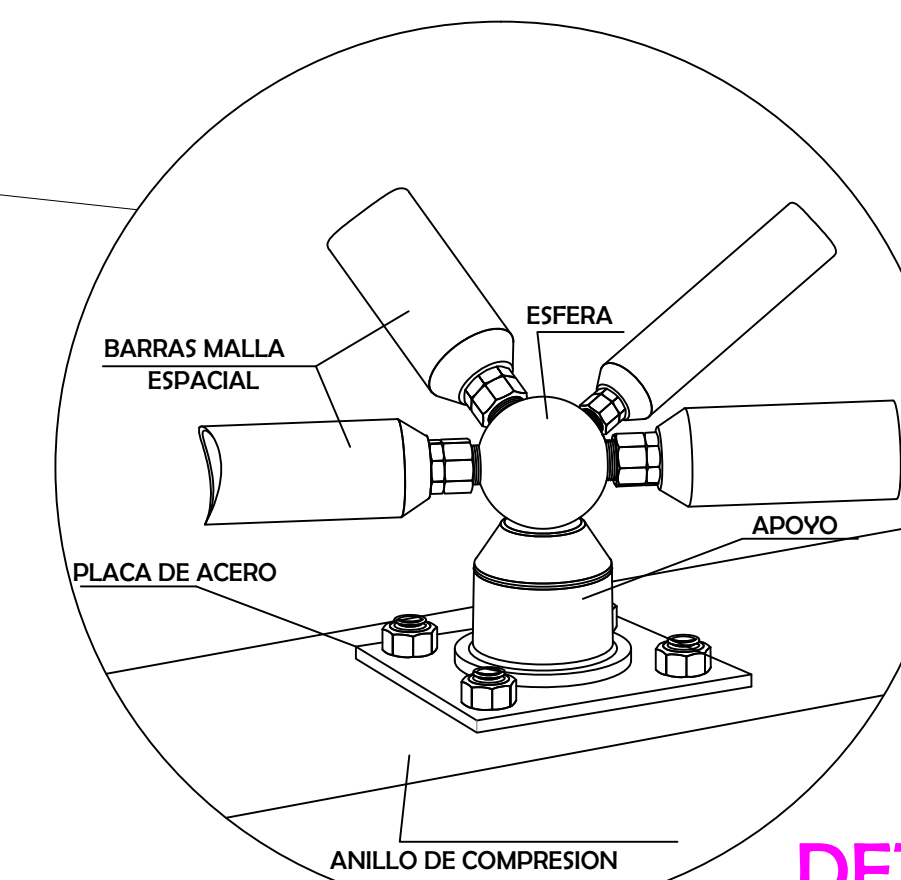 ESFERA
BARRAS MALLA
ESPACIAL
APOYO
PLACA DE ACERO
ANILLO DE COMPRESION